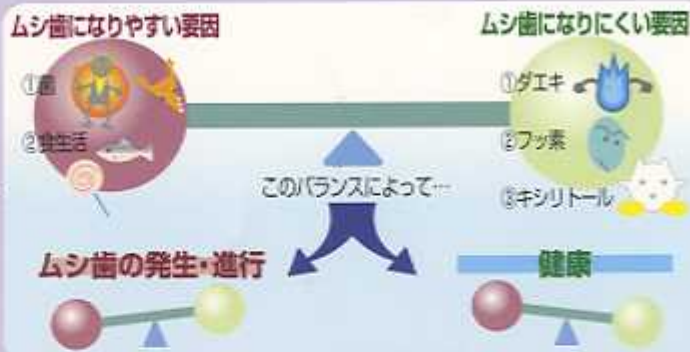 ムシ歯になりやすい要因
①菌
②食生活
ムシ歯になりにくい要因
①ダエキ
②フッ素
③キシリトール
このバランスによって…
ムシ歯の発生・進行
健康